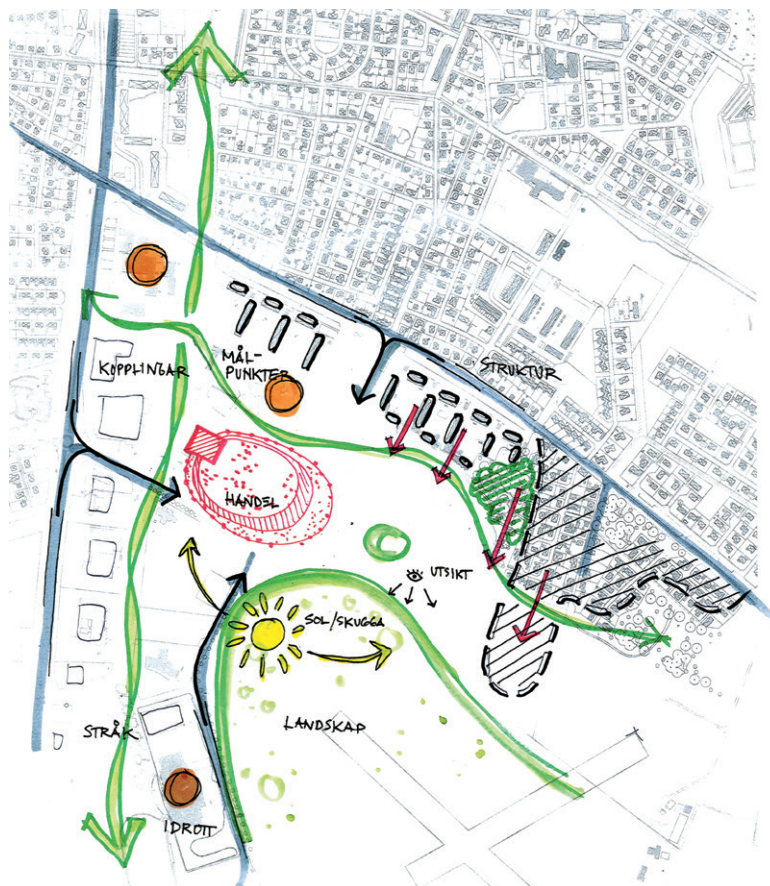 KOPPLINGAR
MÅL-
PUNKTER
STRUKTUR
HANDEL
UTSIKT
SOL/SKUGGA
LANDSKAP
STRÅK
IDROTT